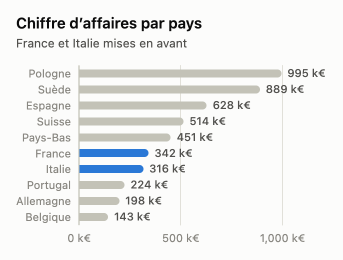 Chiffre d’affaires par pays
France et Italie mises en avant
Pologne 995 k€
Suède 889 k€
Espagne 628 k€
Suisse 514 k€
Pays-Bas 451 k€
France 342 k€
Italie 316 k€
Portugal 224 k€
Allemagne 198 k€
Belgique 143 k€
0 k€ 500 k€ 1,000 k€